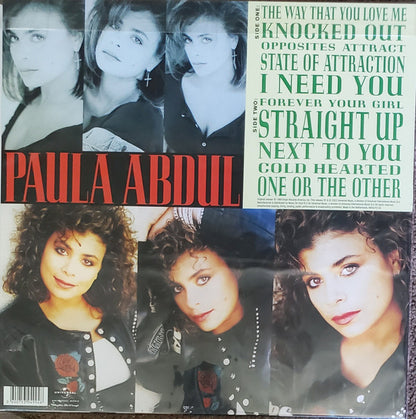 SIDE ONE:
THE WAY THAT YOU LOVE ME
KNOCKED OUT
OPPOSITES ATTRACT
STATE OF ATTRACTION
I NEED YOU
SIDE TWO:
FOREVER YOUR GIRL
STRAIGHT UP
NEXT TO YOU
COLD HEARTED
ONE OR THE OTHER
PAULA ABDUL